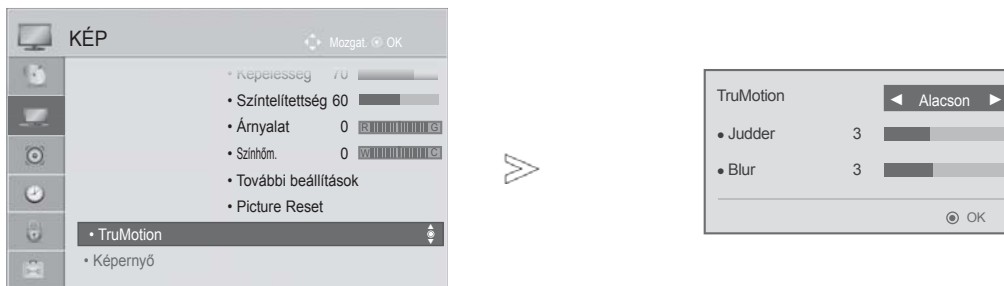 KÉP
Mozgat. OK
• Képélesség 70
• Színtelítettség 60
• Árnyalat 0 R G
• Színhőm. 0 W C
• További beállítások
• Picture Reset
• TruMotion
• Képernyő
TruMotion ◄ Alacson ►
• Judder 3
• Blur 3
OK